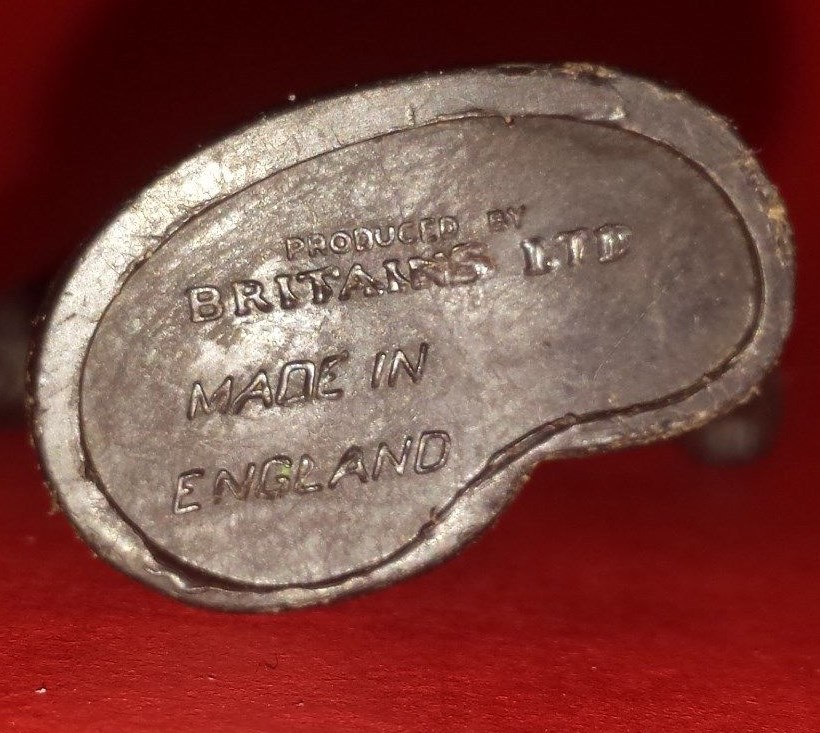 PRODUCED BY
BRITAINS LTD
MADE IN
ENGLAND